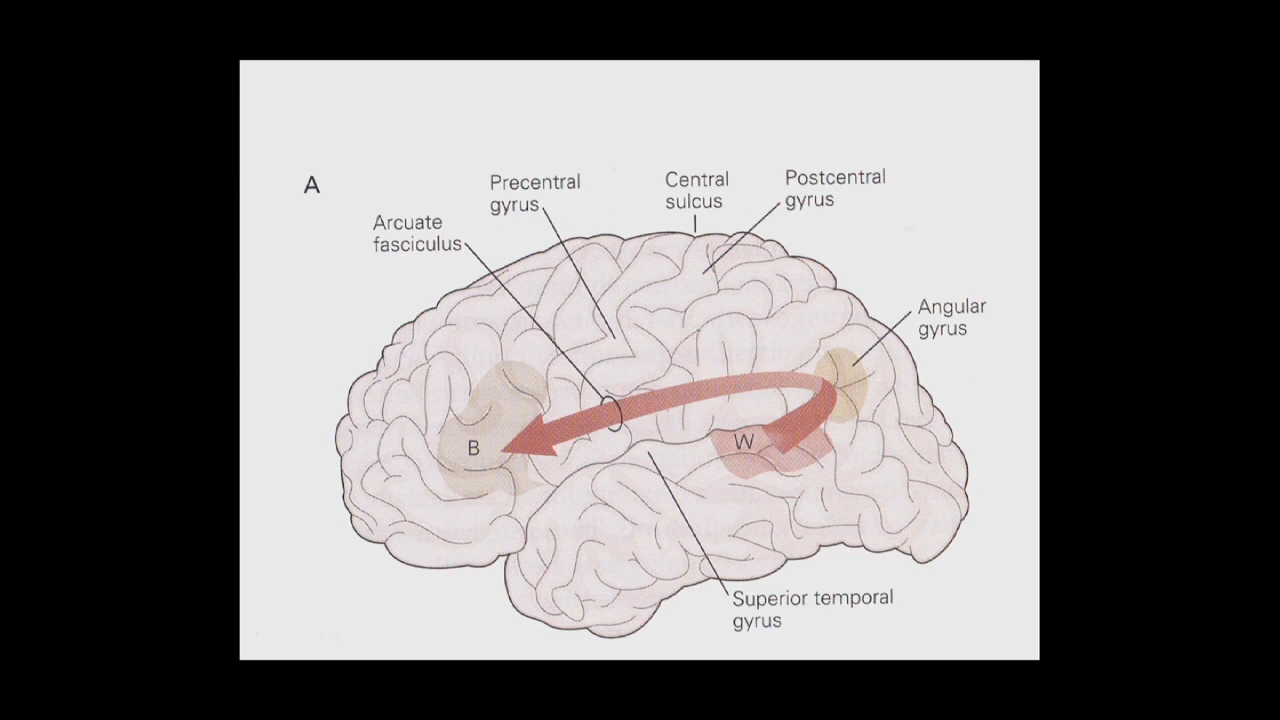 A
Precentral
gyrus
Central
sulcus
Postcentral
gyrus
Arcuate
fasciculus
Angular
gyrus
B
W
Superior temporal
gyrus